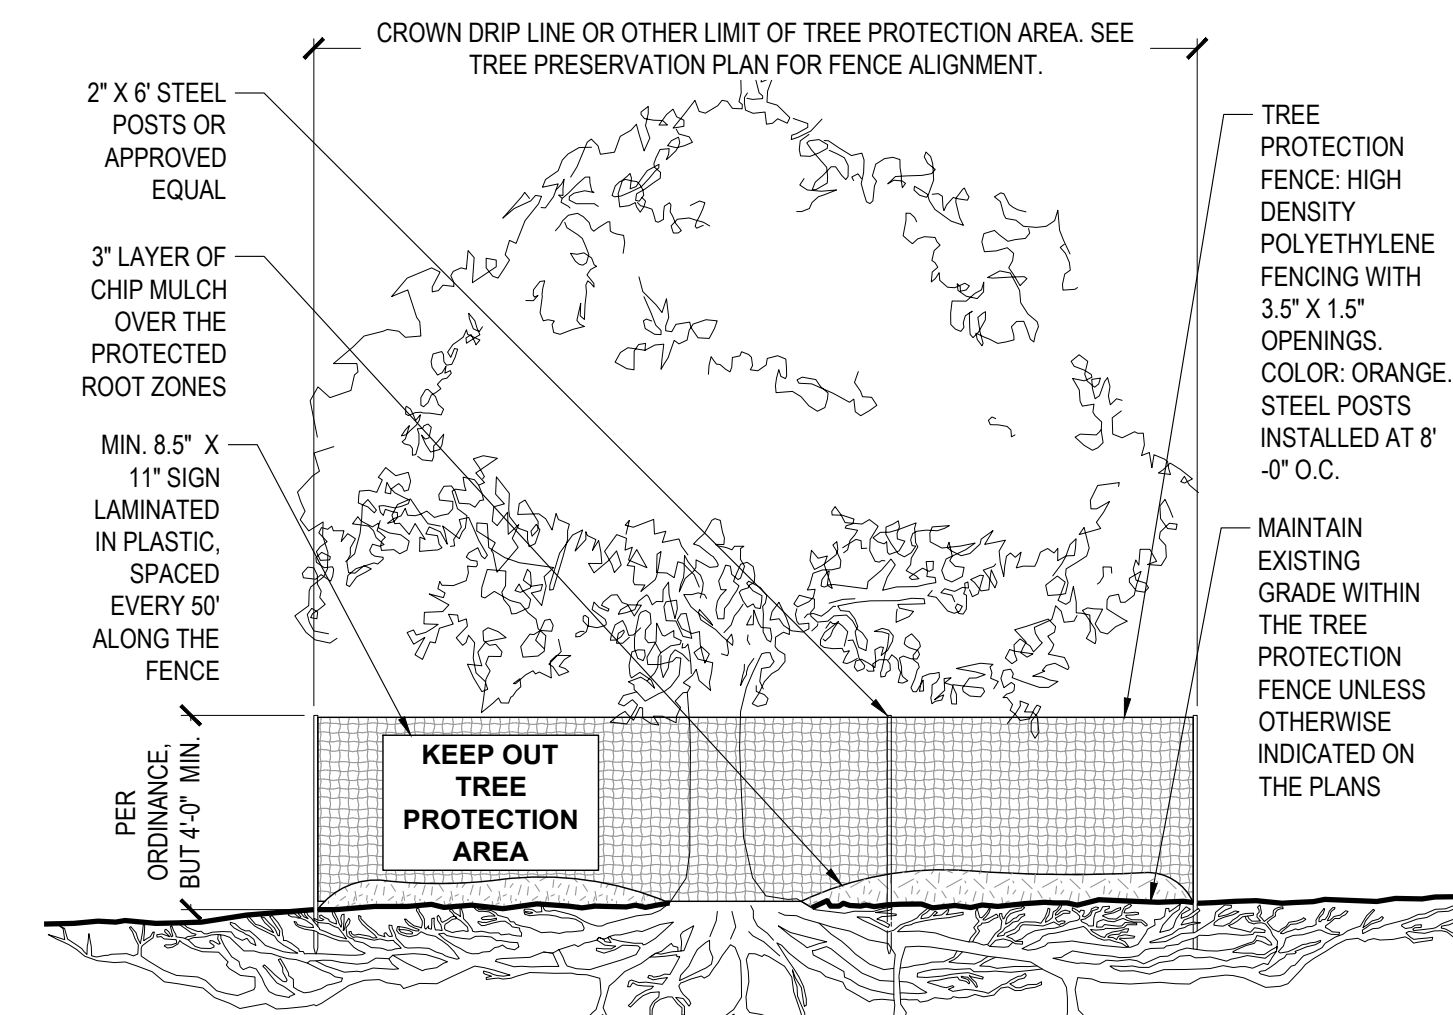 CROWN DRIP LINE OR OTHER LIMIT OF TREE PROTECTION AREA. SEE
TREE PRESERVATION PLAN FOR FENCE ALIGNMENT.
2" X 6' STEEL
POSTS OR
APPROVED
EQUAL
3" LAYER OF
CHIP MULCH
OVER THE
PROTECTED
ROOT ZONES
MIN. 8.5" X
11" SIGN
LAMINATED
IN PLASTIC,
SPACED
EVERY 50'
ALONG THE
FENCE
PER
ORDINANCE,
BUT 4'-0" MIN.
KEEP OUT
TREE
PROTECTION
AREA
TREE
PROTECTION
FENCE: HIGH
DENSITY
POLYETHYLENE
FENCING WITH
3.5" X 1.5"
OPENINGS.
COLOR: ORANGE.
STEEL POSTS
INSTALLED AT 8'
-0" O.C.
MAINTAIN
EXISTING
GRADE WITHIN
THE TREE
PROTECTION
FENCE UNLESS
OTHERWISE
INDICATED ON
THE PLANS